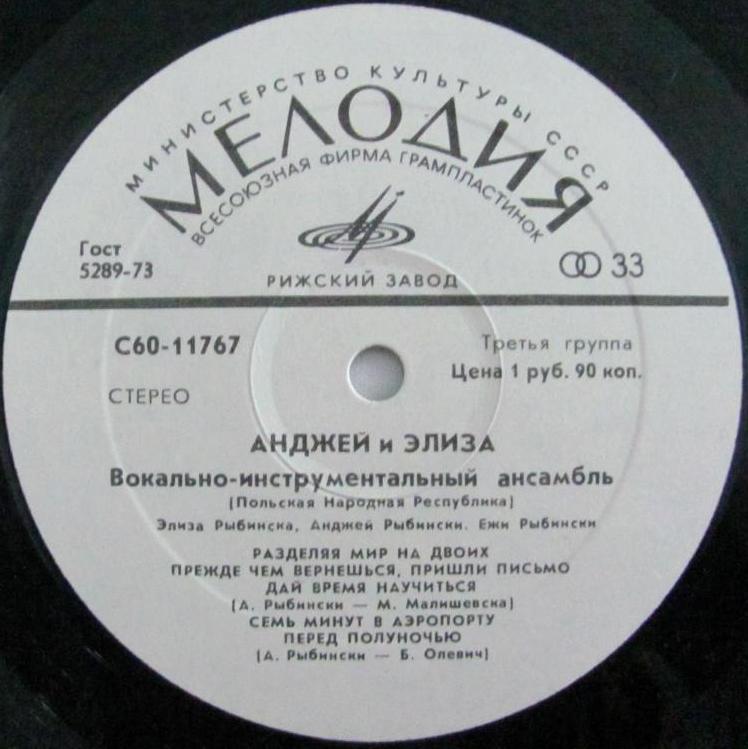 МИНИСТЕРСТВО КУЛЬТУРЫ СССР
МЕЛОДИЯ
ВСЕСОЮЗНАЯ ФИРМА ГРАМПЛАСТИНОК
Гост
5289-73
33
РИЖСКИЙ ЗАВОД
С60-11767
Третья группа
Цена 1 руб. 90 коп.
СТЕРЕО
АНДЖЕЙ и ЭЛИЗА
Вокально-инструментальный ансамбль
(Польская Народная Республика)
Элиза Рыбинска, Анджей Рыбински. Ежи Рыбински
РАЗДЕЛЯЯ МИР НА ДВОИХ
ПРЕЖДЕ ЧЕМ ВЕРНЕШЬСЯ, ПРИШЛИ ПИСЬМО
ДАЙ ВРЕМЯ НАУЧИТЬСЯ
(А. Рыбински — М. Малишевска)
СЕМЬ МИНУТ В АЭРОПОРТУ
ПЕРЕД ПОЛУНОЧЬЮ
(А. Рыбински — Б. Олевич)